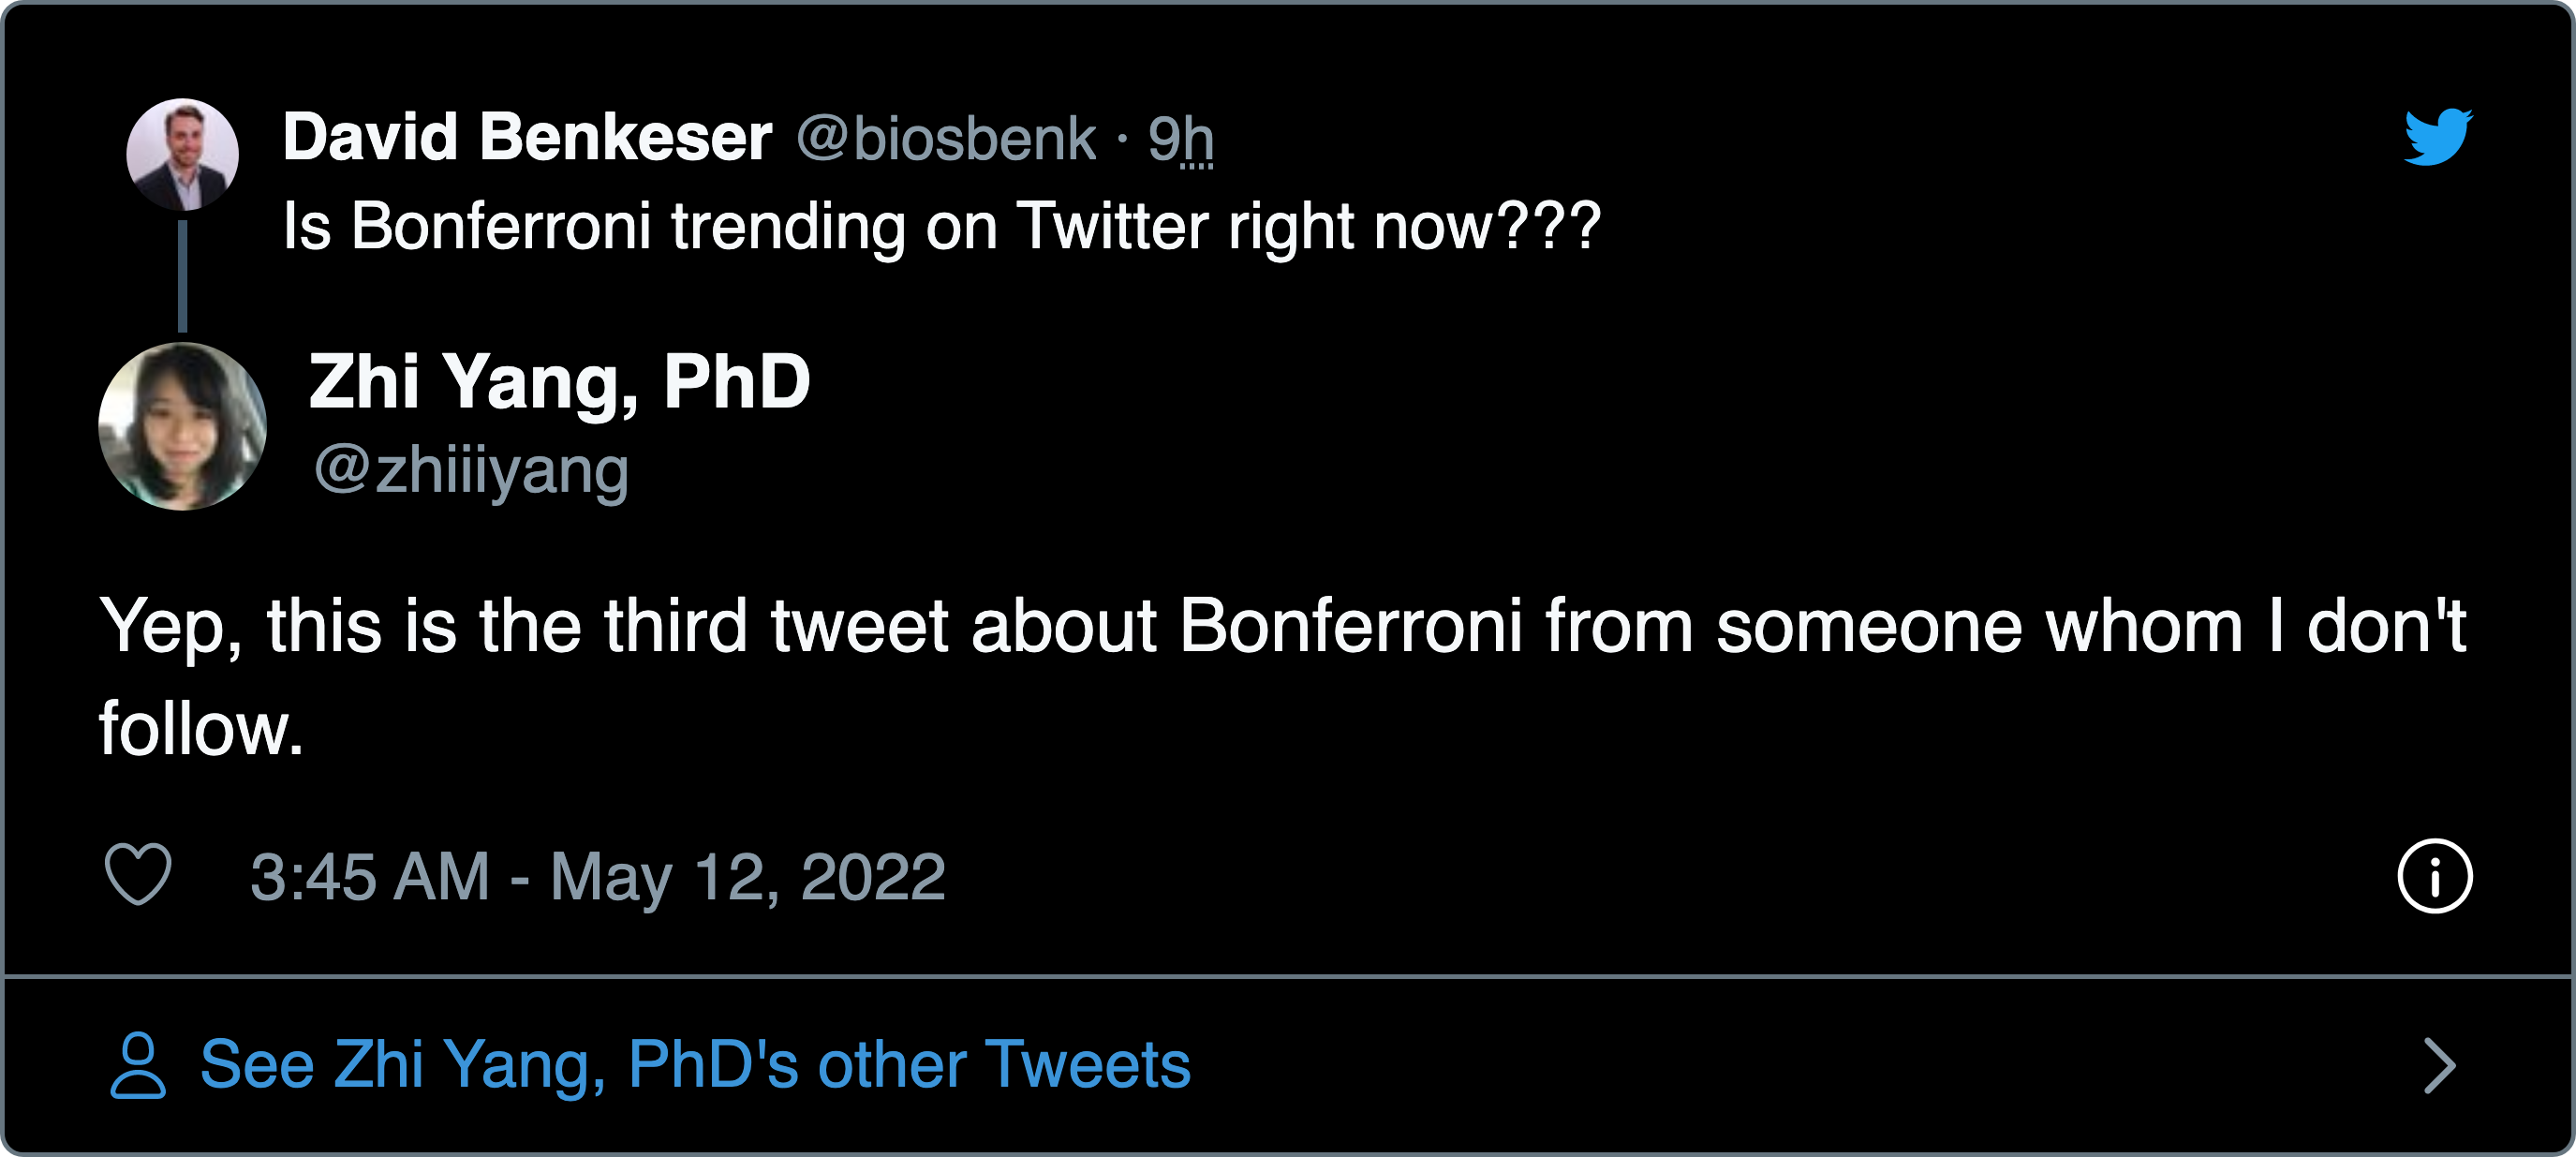 David Benkeser @biosbenk · 9h
Is Bonferroni trending on Twitter right now???
Zhi Yang, PhD
@zhiiiyang
Yep, this is the third tweet about Bonferroni from someone whom I don't
follow.
3:45 AM - May 12, 2022
See Zhi Yang, PhD's other Tweets